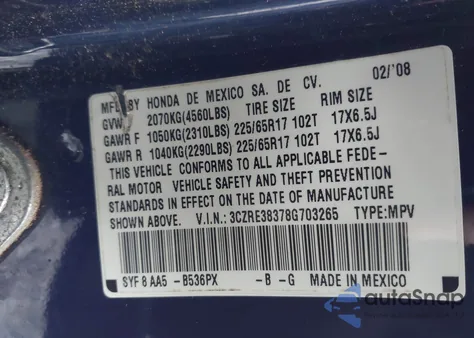 MFD. BY HONDA DE MEXICO SA. DE CV. 02/'08
GVWR 2070KG(4560LBS) TIRE SIZE RIM SIZE
GAWR F 1050KG(2310LBS) 225/65R17 102T 17X6.5J
GAWR R 1040KG(2290LBS) 225/65R17 102T 17X6.5J
THIS VEHICLE CONFORMS TO ALL APPLICABLE FEDE-
RAL MOTOR VEHICLE SAFETY AND THEFT PREVENTION
STANDARDS IN EFFECT ON THE DATE OF MANUFACTURE
SHOWN ABOVE. V.I.N.: 3CZRE38378G703265 TYPE:MPV
SYF 8 AA5 -B536PX -B -G MADE IN MEXICO
autoSnap